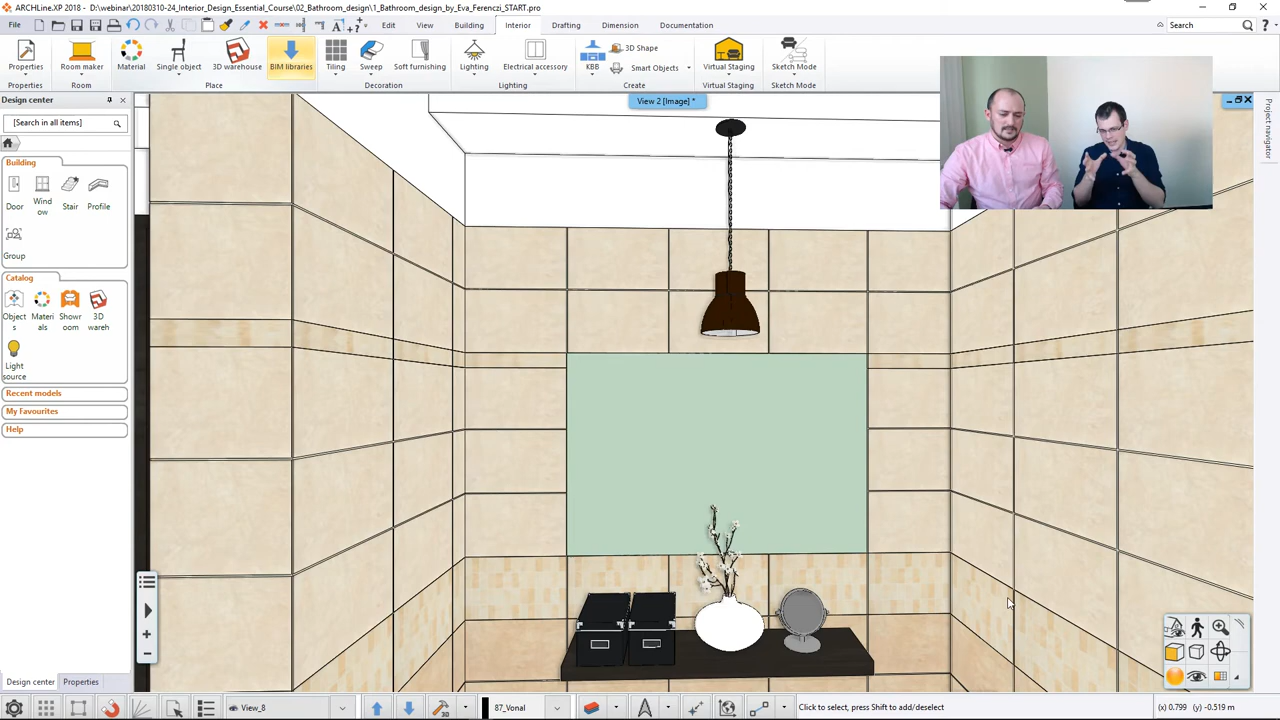 ARCHLine.XP 2018 - D:\webinar\20180310-24_Interior_Design_Essential_Course\02_Bathroom_design\1_Bathroom_design_by_Eva_Ferenczi_START.pro
File
Edit
View
Building
Interior
Drafting
Dimension
Documentation
Search
Properties
Room maker
Material
Single object
3D warehouse
BIM libraries
Tiling
Sweep
Soft furnishing
Lighting
Electrical accessory
KBB
3D Shape
Smart Objects
Virtual Staging
Sketch Mode
Properties
Room
Place
Decoration
Lighting
Create
Virtual Staging
Sketch Mode
Design center
View 2 [Image] *
[Search in all items]
Project navigator
Building
Door
Wind
ow
Stair
Profile
Group
Catalog
Object
s
Materi
als
Showr
oom
3D
wareh
Light
source
Recent models
My Favourites
Help
Design center
Properties
View_8
87_Vonal
Click to select, press Shift to add/deselect
(x) 0.799 (y) -0.519 m